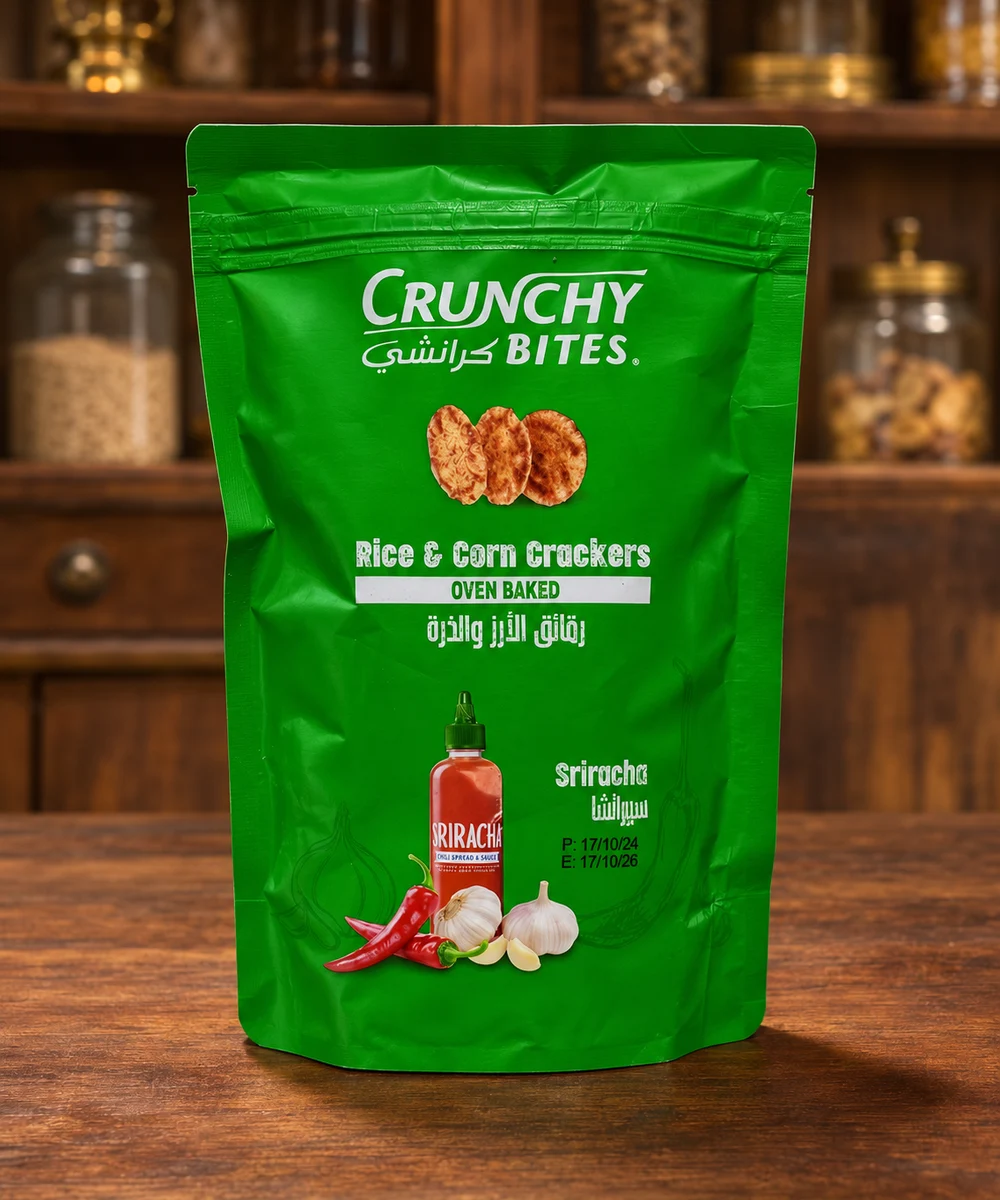 CRUNCHY
كرانشي BITES®
Rice & Corn Crackers
OVEN BAKED
رقائق الأرز والذرة
Sriracha
سيراتشا
P: 17/10/24
E: 17/10/26
SRIRACHA
CHILI SPREAD & SAUCE